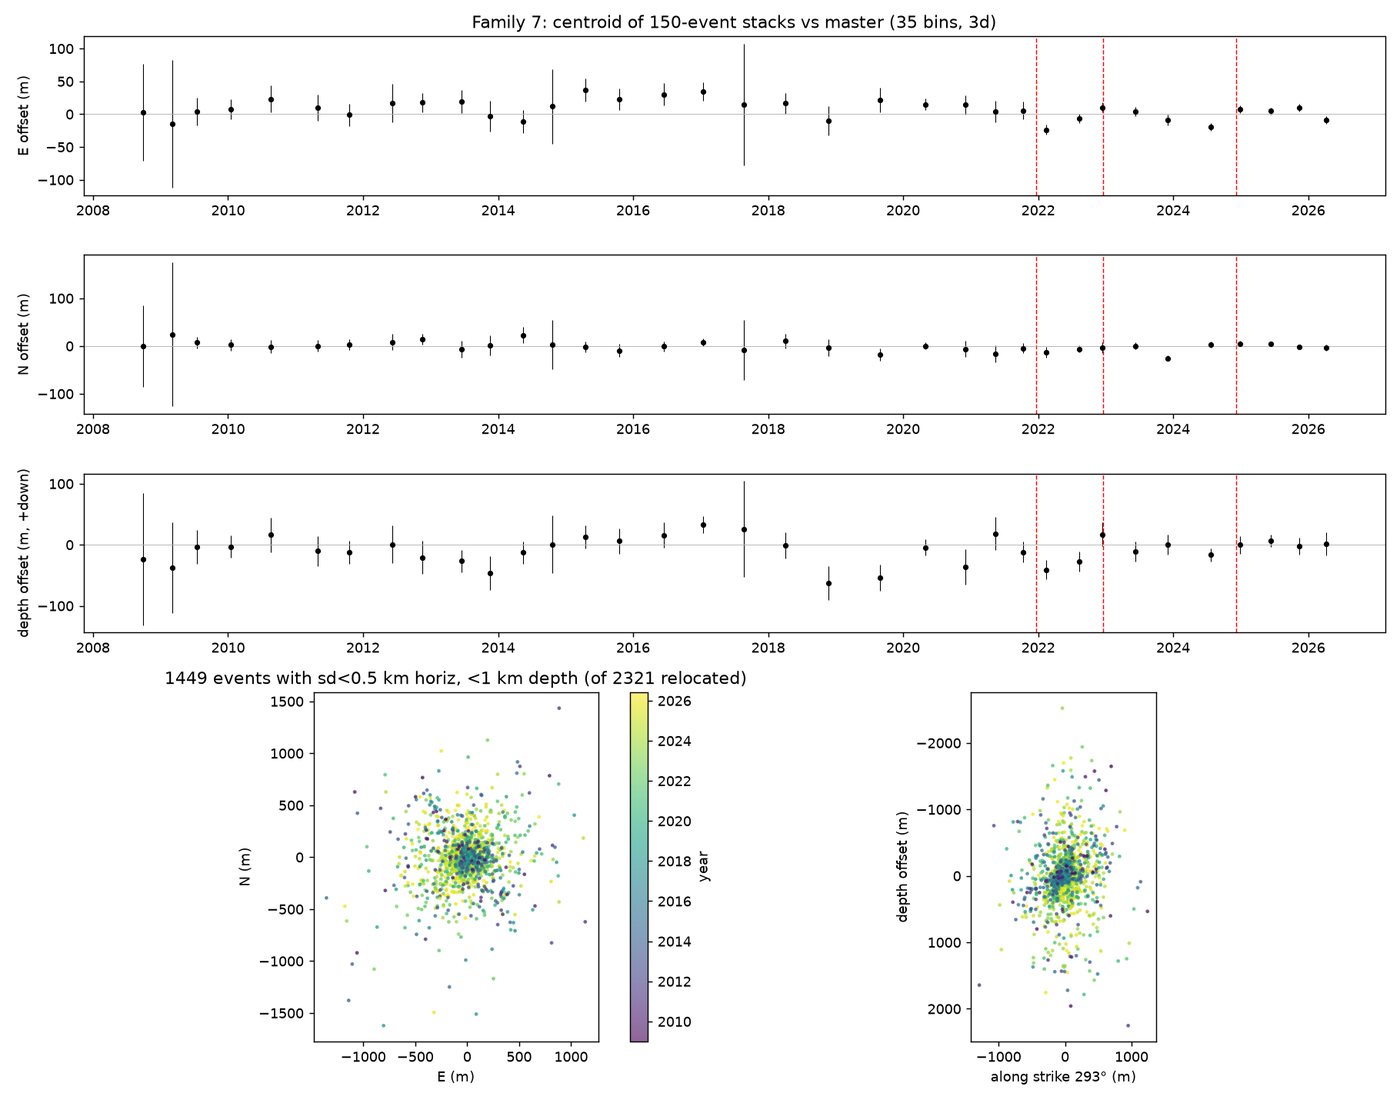 Family 7: centroid of 150-event stacks vs master (35 bins, 3d)
E offset (m)
100
50
0
−50
−100
2008 2010 2012 2014 2016 2018 2020 2022 2024 2026
N offset (m)
100
0
−100
2008 2010 2012 2014 2016 2018 2020 2022 2024 2026
depth offset (m, +down)
100
0
−100
2008 2010 2012 2014 2016 2018 2020 2022 2024 2026
1449 events with sd<0.5 km horiz, <1 km depth (of 2321 relocated)
N (m)
1500
1000
500
0
−500
−1000
−1500
−1000 −500 0 500 1000
E (m)
2026
2024
2022
2020
2018
2016
2014
2012
2010
year
depth offset (m)
−2000
−1000
0
1000
2000
−1000 0 1000
along strike 293° (m)